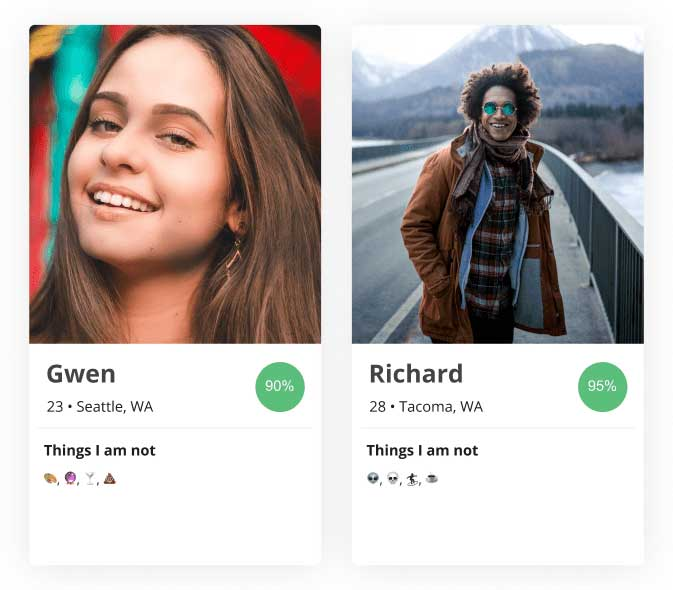 Gwen
90%
23 • Seattle, WA
Things I am not
🎨, 🔮, 🍸, 💩
Richard
95%
28 • Tacoma, WA
Things I am not
👽, 💀, 🏄, ☕